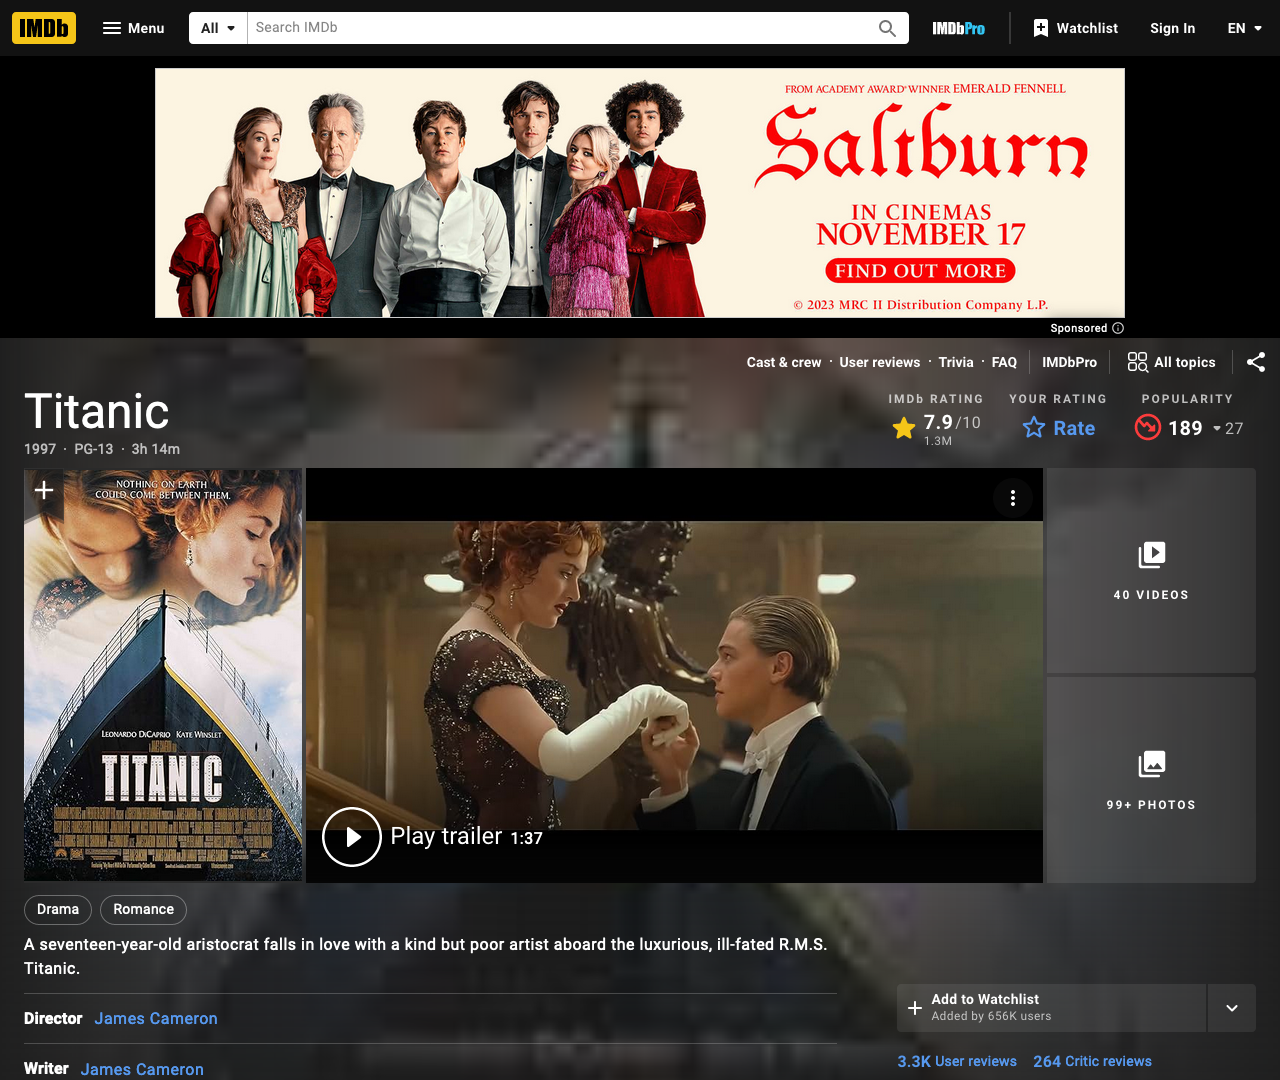 IMDb
Menu
All
Search IMDb
IMDbPro
Watchlist
Sign In
EN
FROM ACADEMY AWARD® WINNER EMERALD FENNELL
Saltburn
IN CINEMAS
NOVEMBER 17
FIND OUT MORE
© 2023 MRC II Distribution Company L.P.
Sponsored
Cast & crew · User reviews · Trivia · FAQ
IMDbPro
All topics
Titanic
1997 · PG-13 · 3h 14m
IMDb RATING
7.9/10
1.3M
YOUR RATING
Rate
POPULARITY
189
27
NOTHING ON EARTH
COULD COME BETWEEN THEM.
LEONARDO DICAPRIO KATE WINSLET
TITANIC
Play trailer 1:37
40 VIDEOS
99+ PHOTOS
Drama
Romance
A seventeen-year-old aristocrat falls in love with a kind but poor artist aboard the luxurious, ill-fated R.M.S.
Titanic.
Director James Cameron
Writer James Cameron
Add to Watchlist
Added by 656K users
3.3K User reviews
264 Critic reviews